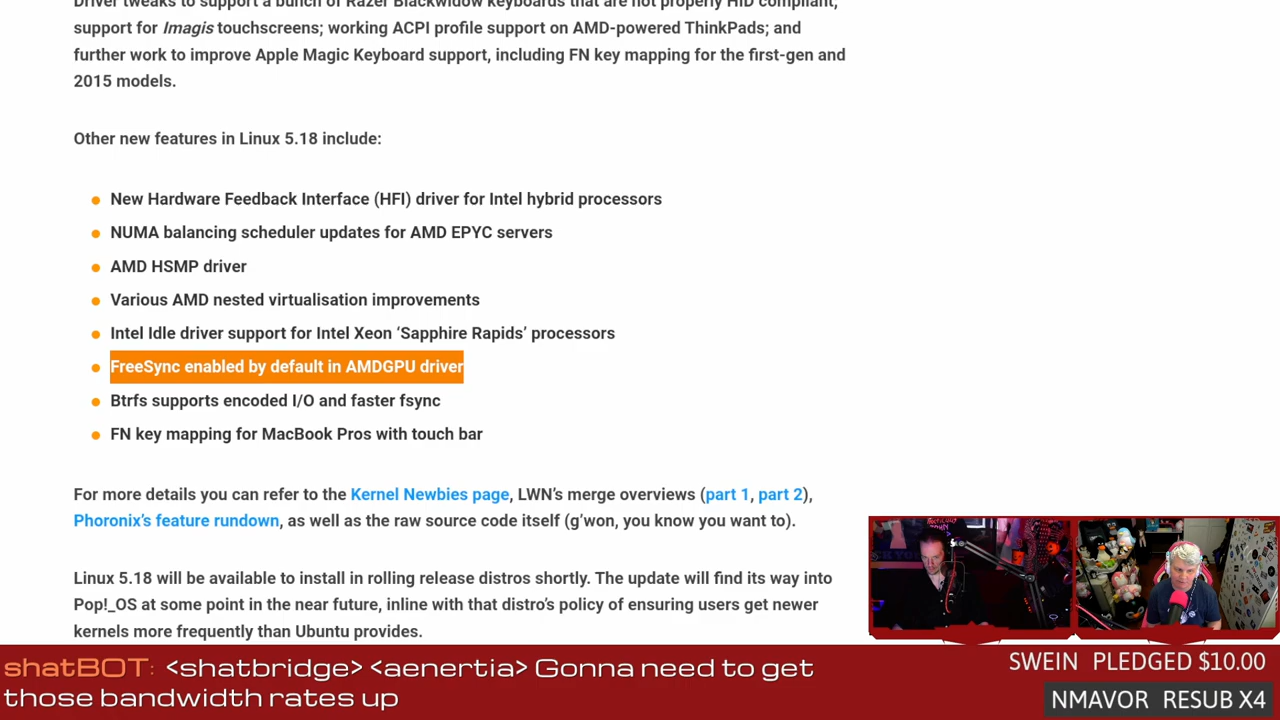 Driver tweaks to support a bunch of Razer Blackwidow keyboards that are not properly HID compliant;
support for Imagis touchscreens; working ACPI profile support on AMD-powered ThinkPads; and
further work to improve Apple Magic Keyboard support, including FN key mapping for the first-gen and
2015 models.
Other new features in Linux 5.18 include:
New Hardware Feedback Interface (HFI) driver for Intel hybrid processors
NUMA balancing scheduler updates for AMD EPYC servers
AMD HSMP driver
Various AMD nested virtualisation improvements
Intel Idle driver support for Intel Xeon ‘Sapphire Rapids’ processors
FreeSync enabled by default in AMDGPU driver
Btrfs supports encoded I/O and faster fsync
FN key mapping for MacBook Pros with touch bar
For more details you can refer to the Kernel Newbies page, LWN’s merge overviews (part 1, part 2),
Phoronix’s feature rundown, as well as the raw source code itself (g’won, you know you want to).
Linux 5.18 will be available to install in rolling release distros shortly. The update will find its way into
Pop!_OS at some point in the near future, inline with that distro’s policy of ensuring users get newer
kernels more frequently than Ubuntu provides.
shatBOT: <shatbridge> <aenertia> Gonna need to get
those bandwidth rates up
SWEIN PLEDGED $10.00
NMAVOR RESUB X4